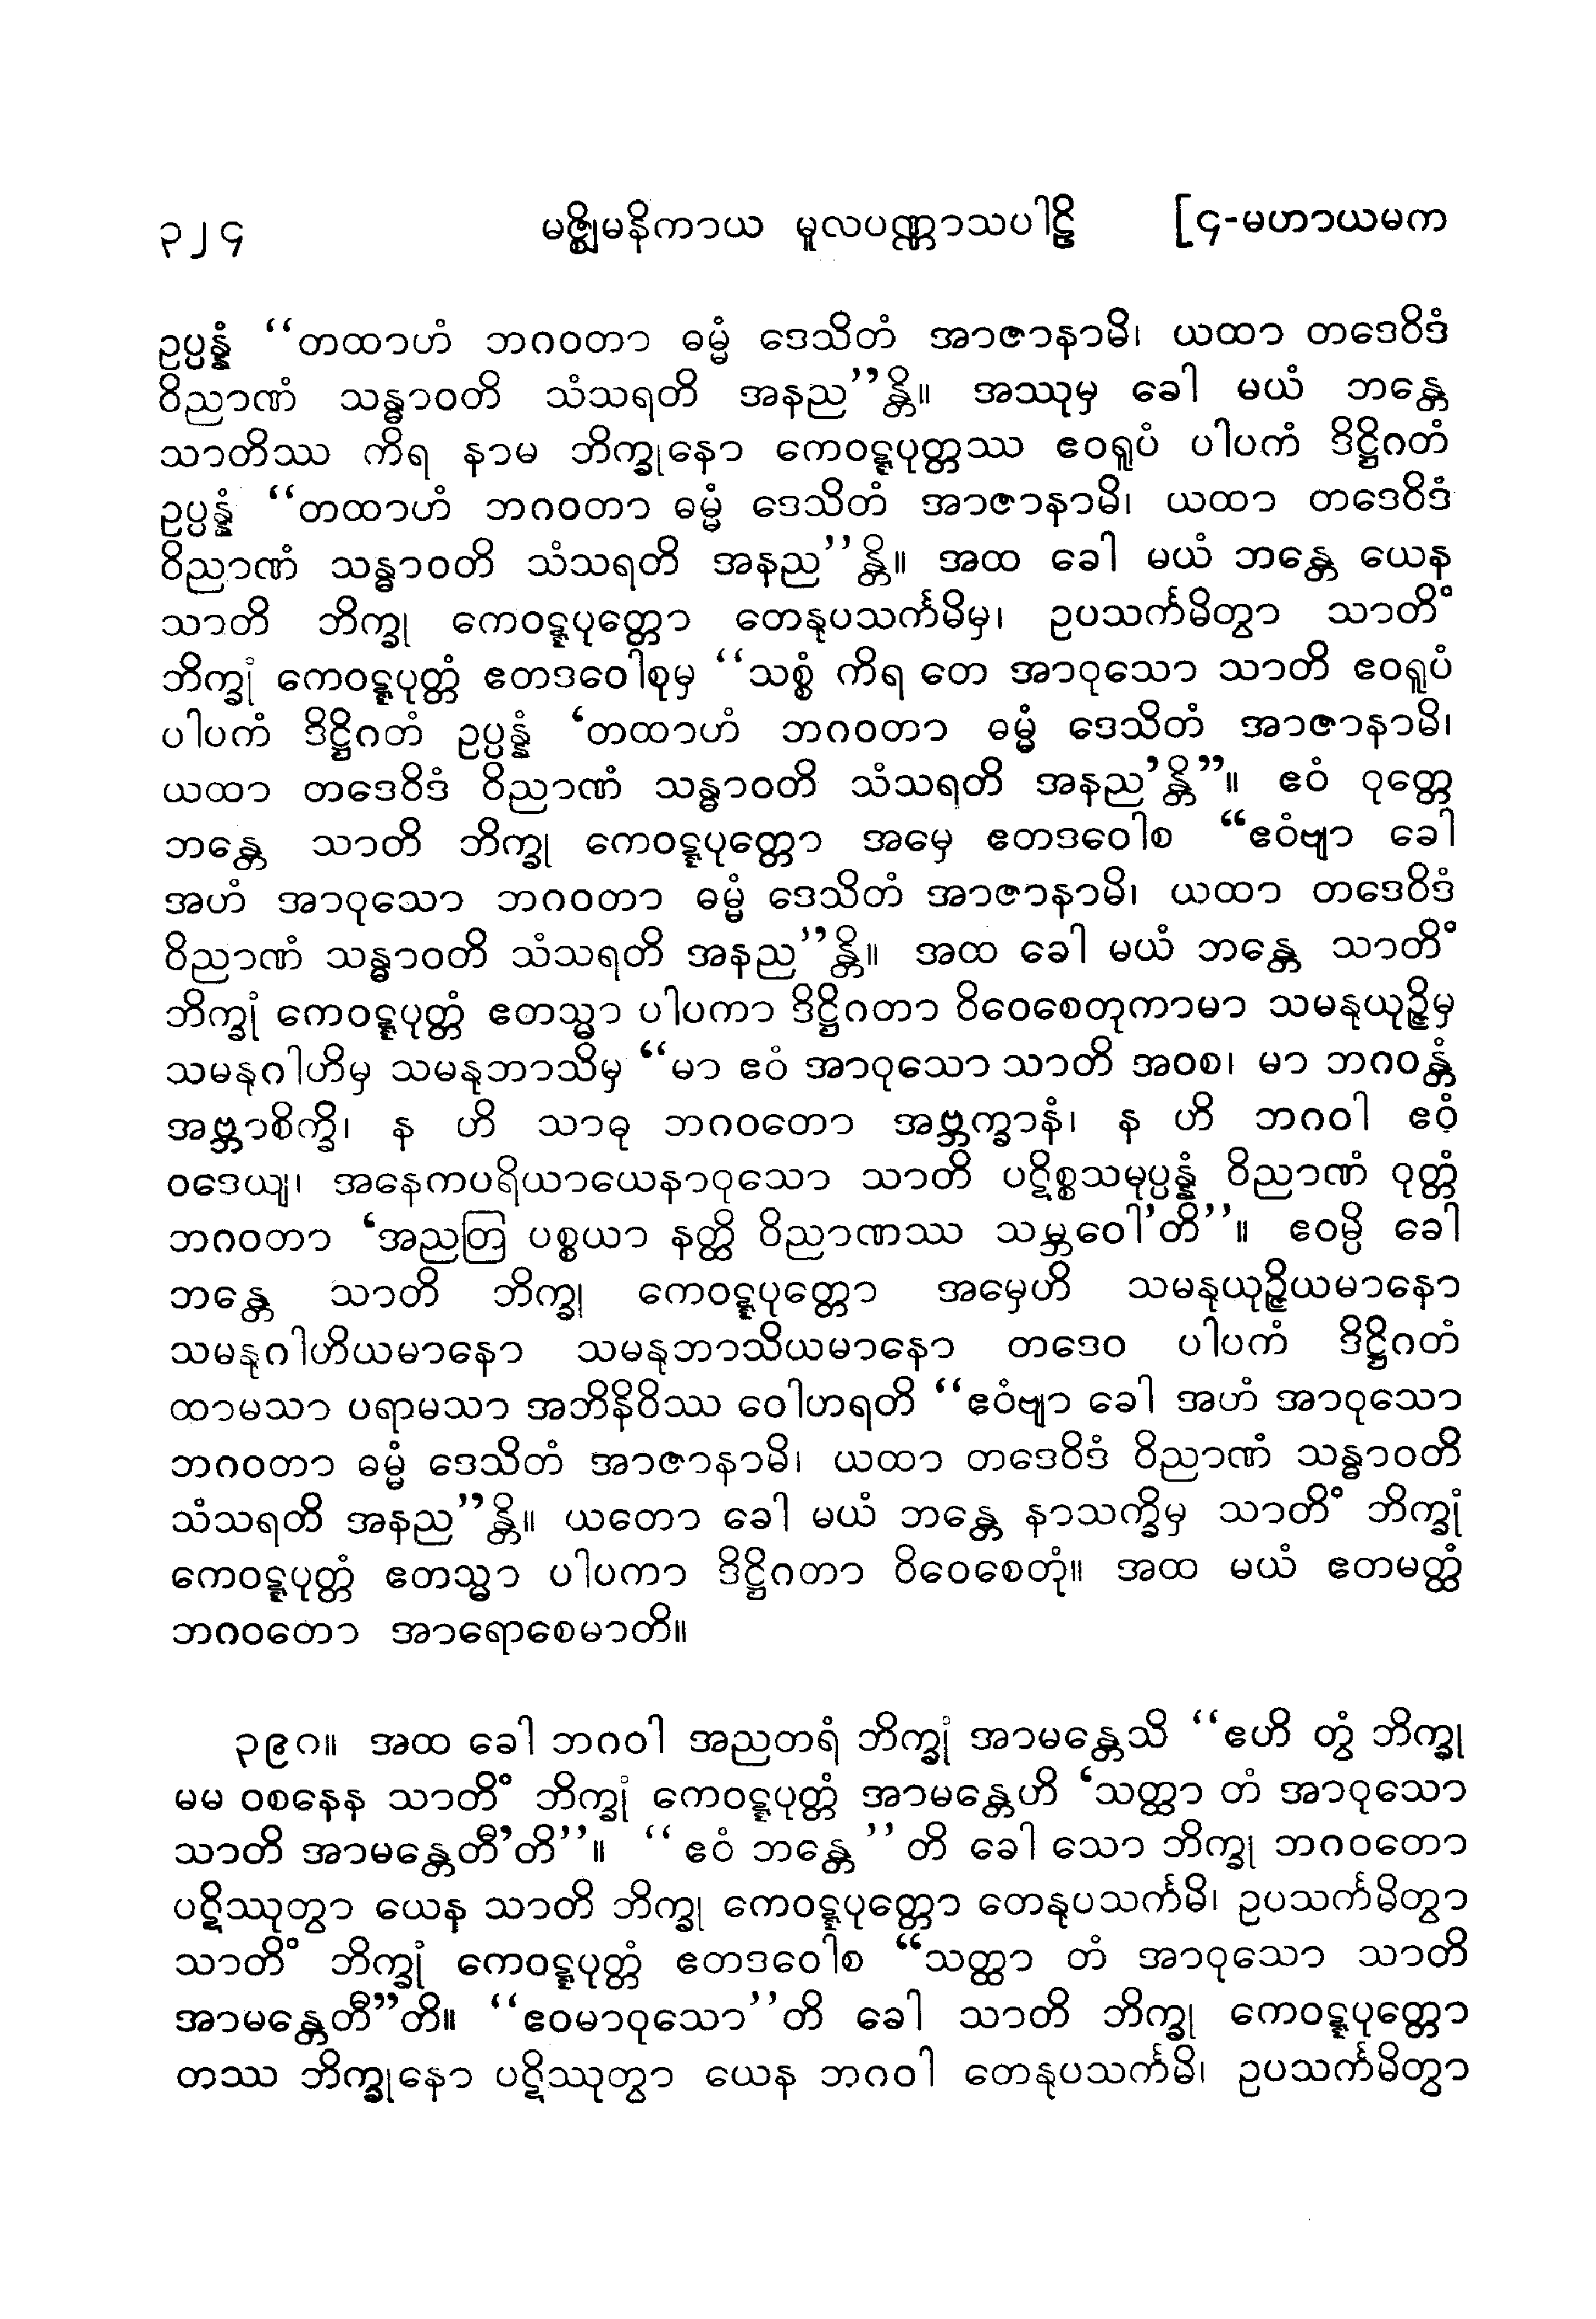 ၃၂၄ မဇ္ဈိမနိကာယ မူလပဏ္ဏာသပါဠိ [၄-မဟာယမက
ဥပ္ပန္နံ ‘‘တထာဟံ ဘဂဝတာ ဓမ္မံ ဒေသိတံ အာဇာနာမိ၊ ယထာ တဒေဝိဒံ
ဝိညာဏံ သန္ဓာဝတိ သံသရတိ အနည’’န္တိ။ အဿုမှ ခေါ မယံ ဘန္တေ
သာတိဿ ကိရ နာမ ဘိက္ခုနော ကေဝဋ္ဋပုတ္တဿ ဧဝရူပံ ပါပကံ ဒိဋ္ဌိဂတံ
ဥပ္ပန္နံ ‘‘တထာဟံ ဘဂဝတာ ဓမ္မံ ဒေသိတံ အာဇာနာမိ၊ ယထာ တဒေဝိဒံ
ဝိညာဏံ သန္ဓာဝတိ သံသရတိ အနည’’န္တိ။ အထ ခေါ မယံ ဘန္တေ ယေန
သာတိ ဘိက္ခု ကေဝဋ္ဋပုတ္တော တေနုပသင်္ကမိမှ၊ ဥပသင်္ကမိတွာ သာတိံ
ဘိက္ခုံ ကေဝဋ္ဋပုတ္တံ ဧတဒဝေါစုမှ ‘‘သစ္စံ ကိရ တေ အာဝုသော သာတိ ဧဝရူပံ
ပါပကံ ဒိဋ္ဌိဂတံ ဥပ္ပန္နံ ‘တထာဟံ ဘဂဝတာ ဓမ္မံ ဒေသိတံ အာဇာနာမိ၊
ယထာ တဒေဝိဒံ ဝိညာဏံ သန္ဓာဝတိ သံသရတိ အနည’န္တိ’’။ ဧဝံ ဝုတ္တေ
ဘန္တေ သာတိ ဘိက္ခု ကေဝဋ္ဋပုတ္တော အမှေ ဧတဒဝေါစ ‘‘ဧဝံဗျာ ခေါ
အဟံ အာဝုသော ဘဂဝတာ ဓမ္မံ ဒေသိတံ အာဇာနာမိ၊ ယထာ တဒေဝိဒံ
ဝိညာဏံ သန္ဓာဝတိ သံသရတိ အနည’’န္တိ။ အထ ခေါ မယံ ဘန္တေ သာတိံ
ဘိက္ခုံ ကေဝဋ္ဋပုတ္တံ ဧတသ္မာ ပါပကာ ဒိဋ္ဌိဂတာ ဝိဝေစေတုကာမာ သမနုယုဉ္ဇိမှ
သမနုဂါဟိမှ သမနုဘာသိမှ ‘‘မာ ဧဝံ အာဝုသော သာတိ အဝစ၊ မာ ဘဂဝန္တံ
အဗ္ဘာစိက္ခိ၊ န ဟိ သာဓု ဘဂဝတော အဗ္ဘက္ခာနံ၊ န ဟိ ဘဂဝါ ဧဝံ
ဝဒေယျ၊ အနေကပရိယာယေနာဝုသော သာတိ ပဋိစ္စသမုပ္ပန္နံ ဝိညာဏံ ဝုတ္တံ
ဘဂဝတာ ‘အညတြ ပစ္စယာ နတ္ထိ ဝိညာဏဿ သမ္ဘဝေါ’တိ’’။ ဧဝမ္ပိ ခေါ
ဘန္တေ သာတိ ဘိက္ခု ကေဝဋ္ဋပုတ္တော အမှေဟိ သမနုယုဉ္ဇိယမာနော
သမနုဂါဟိယမာနော သမနုဘာသိယမာနော တဒေဝ ပါပကံ ဒိဋ္ဌိဂတံ
ထာမသာ ပရာမသာ အဘိနိဝိဿ ဝေါဟရတိ ‘‘ဧဝံဗျာ ခေါ အဟံ အာဝုသော
ဘဂဝတာ ဓမ္မံ ဒေသိတံ အာဇာနာမိ၊ ယထာ တဒေဝိဒံ ဝိညာဏံ သန္ဓာဝတိ
သံသရတိ အနည’’န္တိ။ ယတော ခေါ မယံ ဘန္တေ နာသက္ခိမှ သာတိံ ဘိက္ခုံ
ကေဝဋ္ဋပုတ္တံ ဧတသ္မာ ပါပကာ ဒိဋ္ဌိဂတာ ဝိဝေစေတုံ။ အထ မယံ ဧတမတ္ထံ
ဘဂဝတော အာရောစေမာတိ။
၃၉၈။ အထ ခေါ ဘဂဝါ အညတရံ ဘိက္ခုံ အာမန္တေသိ ‘‘ဧဟိ တွံ ဘိက္ခု
မမ ဝစနေန သာတိံ ဘိက္ခုံ ကေဝဋ္ဋပုတ္တံ အာမန္တေဟိ ‘သတ္ထာ တံ အာဝုသော
သာတိ အာမန္တေတီ’တိ’’။ ‘‘ဧဝံ ဘန္တေ’’တိ ခေါ သော ဘိက္ခု ဘဂဝတော
ပဋိဿုတွာ ယေန သာတိ ဘိက္ခု ကေဝဋ္ဋပုတ္တော တေနုပသင်္ကမိ၊ ဥပသင်္ကမိတွာ
သာတိံ ဘိက္ခုံ ကေဝဋ္ဋပုတ္တံ ဧတဒဝေါစ ‘‘သတ္ထာ တံ အာဝုသော သာတိ
အာမန္တေတီ’’တိ။ ‘‘ဧဝမာဝုသော’’တိ ခေါ သာတိ ဘိက္ခု ကေဝဋ္ဋပုတ္တော
တဿ ဘိက္ခုနော ပဋိဿုတွာ ယေန ဘဂဝါ တေနုပသင်္ကမိ၊ ဥပသင်္ကမိတွာ